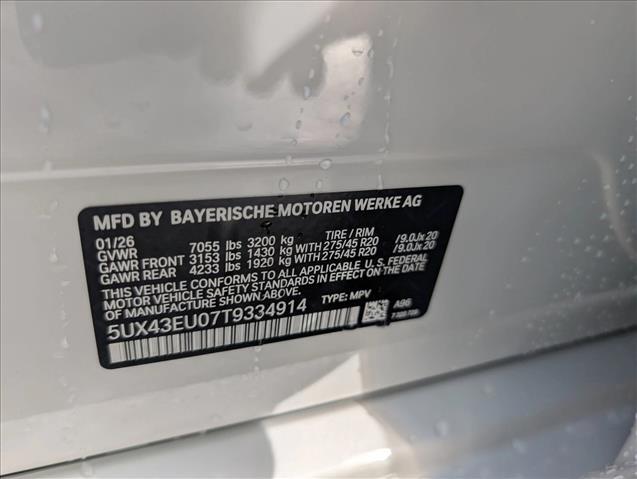 MFD BY BAYERISCHE MOTOREN WERKE AG
01/26
GVWR 7055 lbs 3200 kg TIRE / RIM
GAWR FRONT 3153 lbs 1430 kg WITH 275/45 R20 /9.0Jx20
GAWR REAR 4233 lbs 1920 kg WITH 275/45 R20 /9.0Jx20
THIS VEHICLE CONFORMS TO ALL APPLICABLE U.S. FEDERAL
MOTOR VEHICLE SAFETY STANDARDS IN EFFECT ON THE DATE
OF MANUFACTURE SHOWN ABOVE.
5UX43EU07T9334914 TYPE: MPV A96